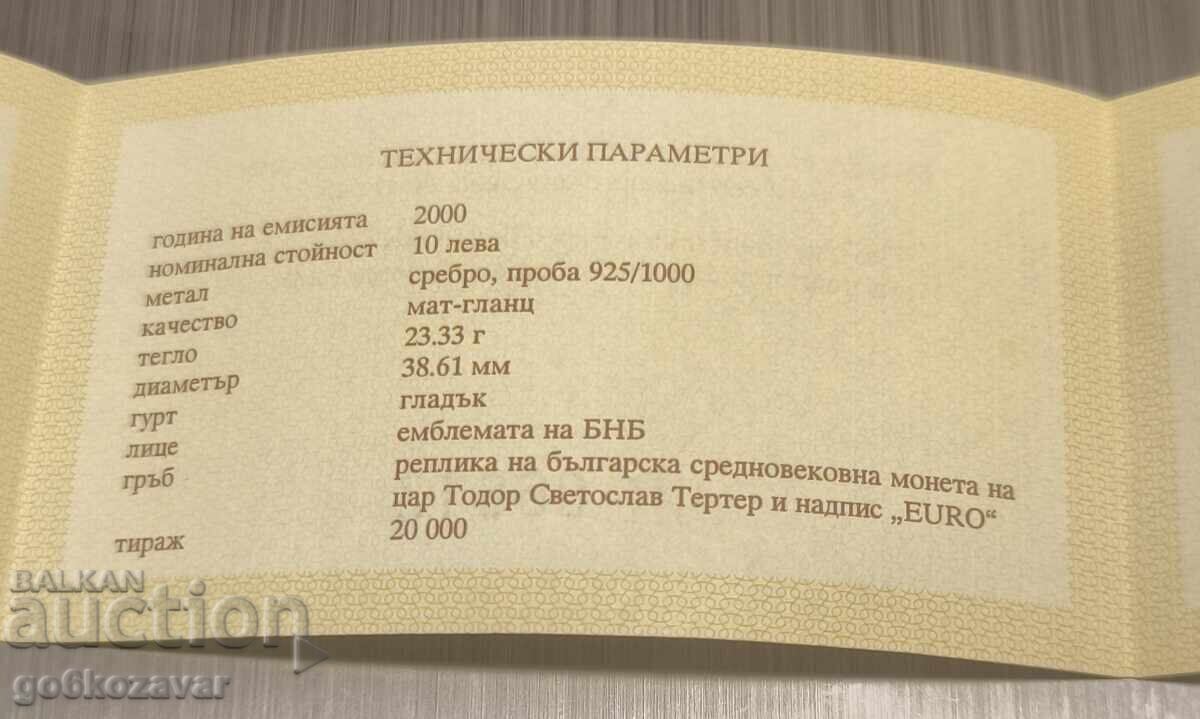 ТЕХНИЧЕСКИ ПАРАМЕТРИ
година на емисията 2000
номинална стойност 10 лева
метал сребро, проба 925/1000
качество мат-гланц
тегло 23.33 г
диаметър 38.61 мм
гурт гладък
лице емблемата на БНБ
гръб реплика на българска средновековна монета на
цар Тодор Светослав Тертер и надпис „EURO“
тираж 20 000
BALKAN
auction
go6kozavar